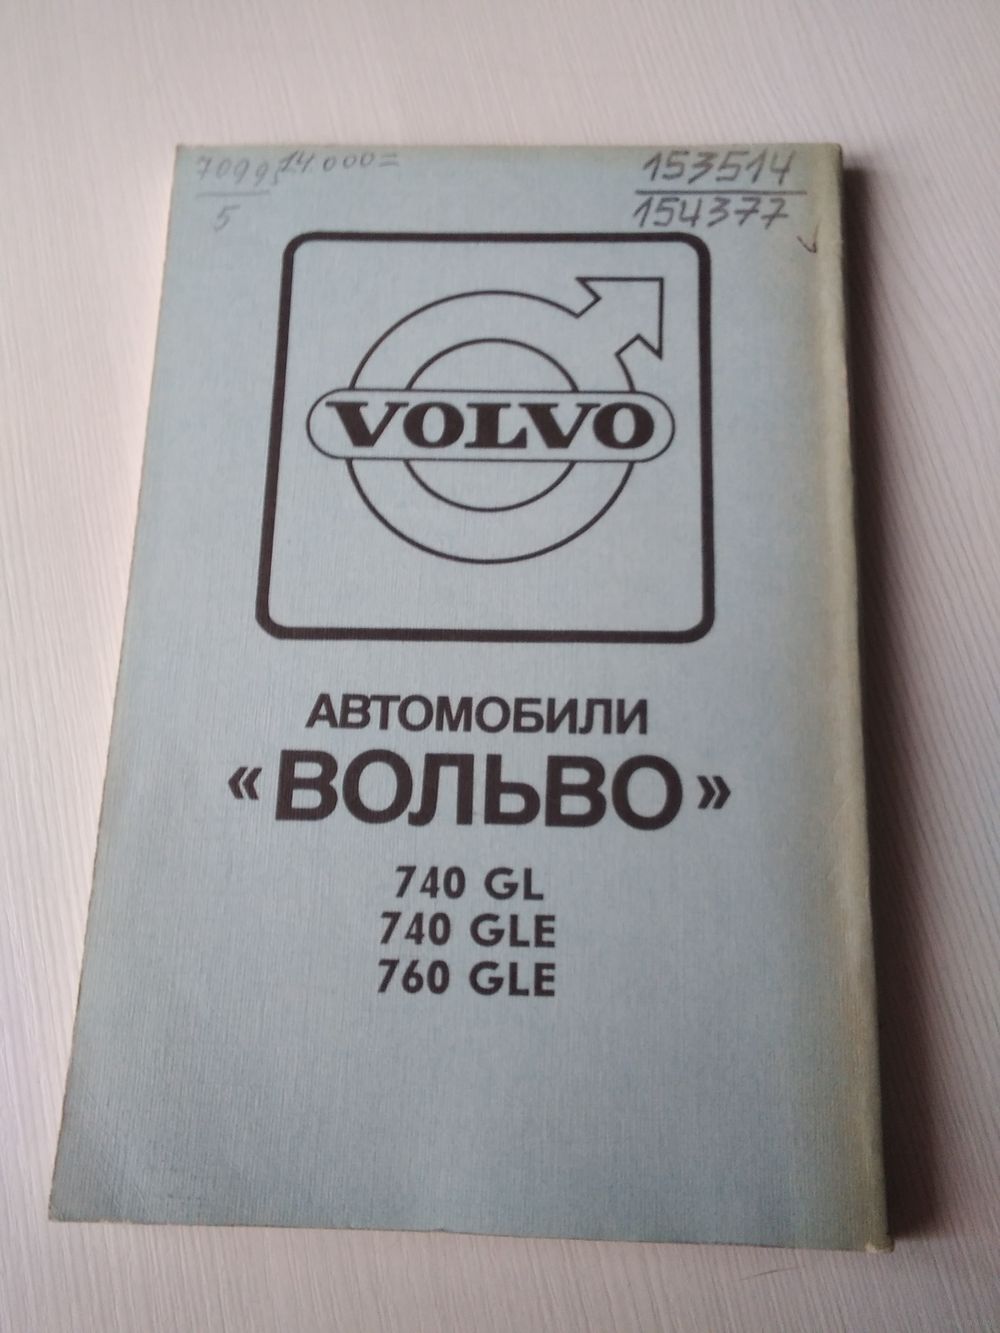 7099 14.000=
5
153514
154377
VOLVO
АВТОМОБИЛИ
«ВОЛЬВО»
740 GL
740 GLE
760 GLE